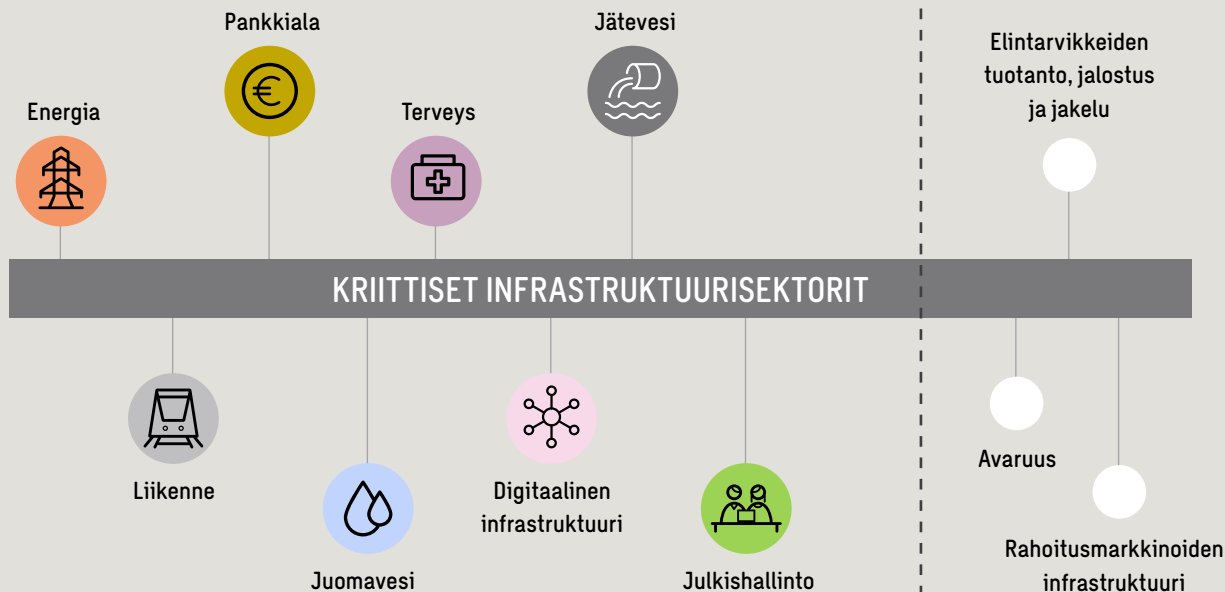 Pankkiala
Jätevesi
Elintarvikkeiden
tuotanto, jalostus
ja jakelu
Energia
Terveys
KRIITTISET INFRASTRUKTUURISEKTORIT
Liikenne
Digitaalinen
infrastruktuuri
Avaruus
Juomavesi
Julkishallinto
Rahoitusmarkkinoiden
infrastruktuuri